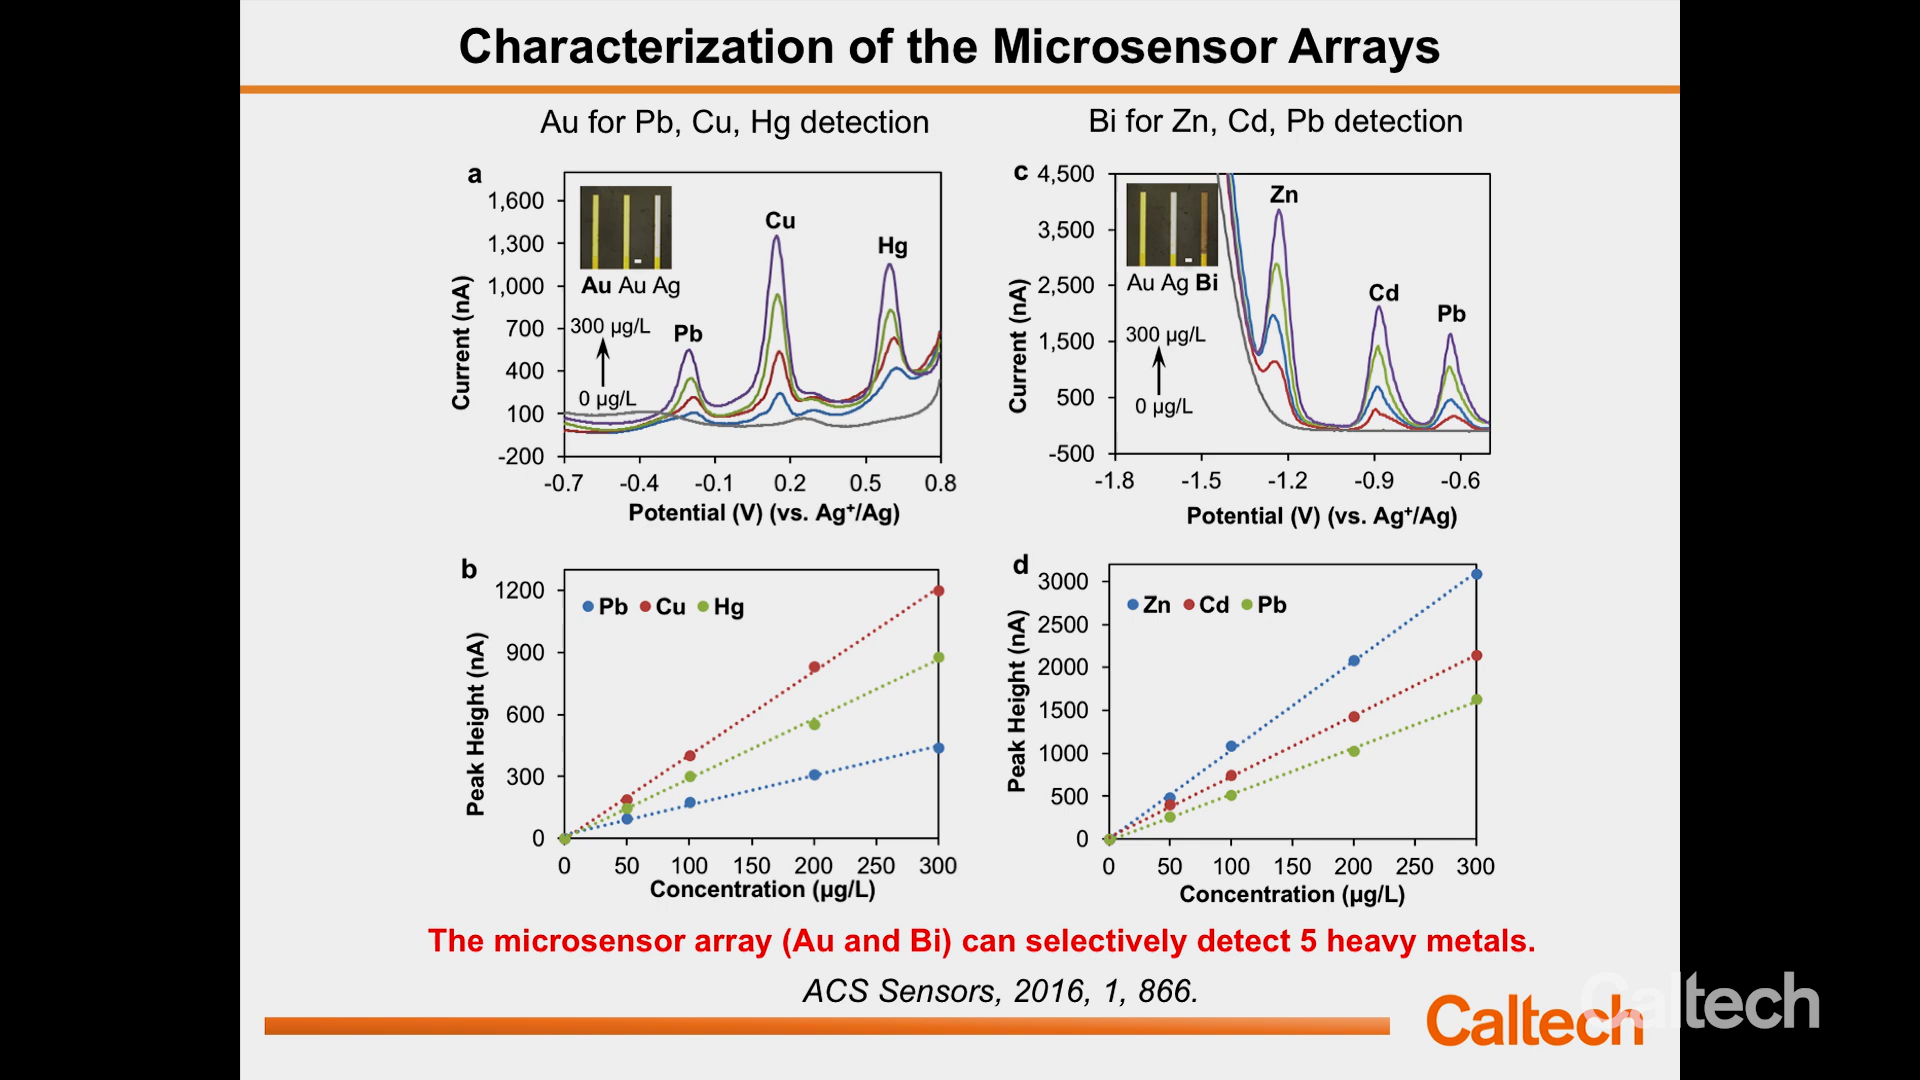 Characterization of the Microsensor Arrays
Au for Pb, Cu, Hg detection
a
1,600
1,300
1,000
700
400
100
-200
Current (nA)
Au Au Ag
300 µg/L
0 µg/L
Pb
Cu
Hg
-0.7 -0.4 -0.1 0.2 0.5 0.8
Potential (V) (vs. Ag⁺/Ag)
Bi for Zn, Cd, Pb detection
c
4,500
3,500
2,500
1,500
500
-500
Current (nA)
Au Ag Bi
300 µg/L
0 µg/L
Zn
Cd
Pb
-1.8 -1.5 -1.2 -0.9 -0.6
Potential (V) (vs. Ag⁺/Ag)
b
1200
900
600
300
0
Peak Height (nA)
Pb Cu Hg
0 50 100 150 200 250 300
Concentration (µg/L)
d
3000
2500
2000
1500
1000
500
0
Peak Height (nA)
Zn Cd Pb
0 50 100 150 200 250 300
Concentration (µg/L)
The microsensor array (Au and Bi) can selectively detect 5 heavy metals.
ACS Sensors, 2016, 1, 866.
Caltech
Caltech